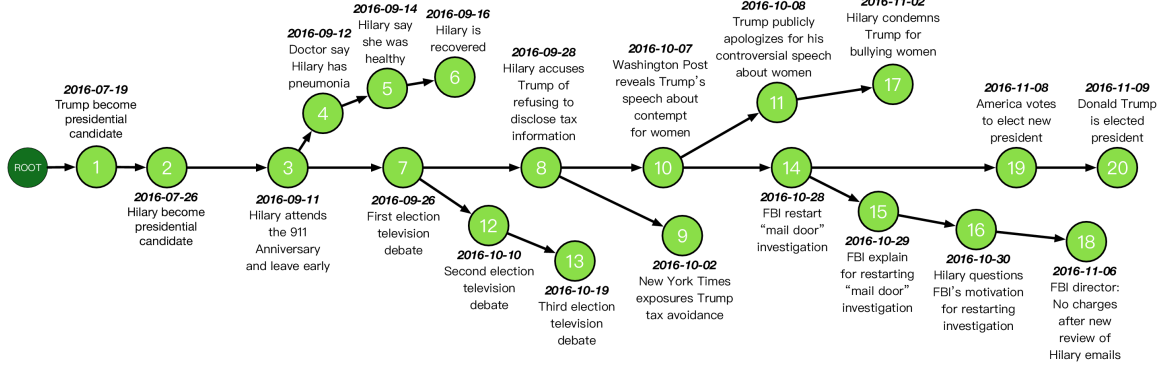 ROOT
1
2016-07-19
Trump become
presidential
candidate
2
2016-07-26
Hilary become
presidential
candidate
3
2016-09-11
Hilary attends
the 911
Anniversary
and leave early
4
2016-09-12
Doctor say
Hilary has
pneumonia
5
2016-09-14
Hilary say
she was
healthy
6
2016-09-16
Hilary is
recovered
7
2016-09-26
First election
television
debate
12
2016-10-10
Second election
television
debate
13
2016-10-19
Third election
television
debate
8
2016-09-28
Hilary accuses
Trump of
refusing to
disclose tax
information
9
2016-10-02
New York Times
exposures Trump
tax avoidance
10
2016-10-07
Washington Post
reveals Trump's
speech about
contempt
for women
11
2016-10-08
Trump publicly
apologizes for his
controversial speech
about women
17
2016-11-02
Hilary condemns
Trump for
bullying women
14
2016-10-28
FBI restart
"mail door"
investigation
15
2016-10-29
FBI explain
for restarting
"mail door"
investigation
16
2016-10-30
Hilary questions
FBI's motivation
for restarting
investigation
18
2016-11-06
FBI director:
No charges
after new
review of
Hilary emails
19
2016-11-08
America votes
to elect new
president
20
2016-11-09
Donald Trump
is elected
president